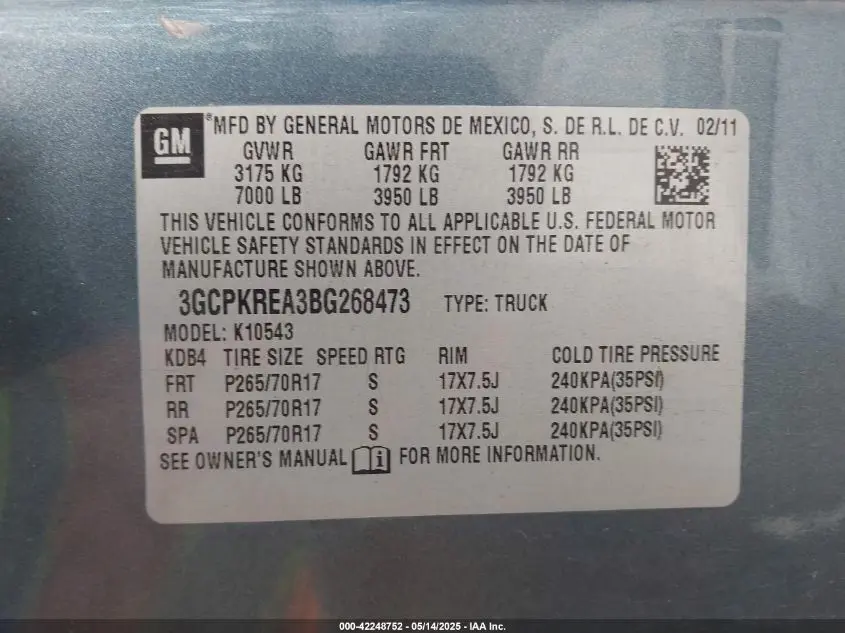 GM
®MFD BY GENERAL MOTORS DE MEXICO, S. DE R.L. DE C.V. 02/11
GVWR GAWR FRT GAWR RR
3175 KG 1792 KG 1792 KG
7000 LB 3950 LB 3950 LB
THIS VEHICLE CONFORMS TO ALL APPLICABLE U.S. FEDERAL MOTOR
VEHICLE SAFETY STANDARDS IN EFFECT ON THE DATE OF
MANUFACTURE SHOWN ABOVE.
3GCPKREA3BG268473 TYPE: TRUCK
MODEL: K10543
KDB4 TIRE SIZE SPEED RTG RIM COLD TIRE PRESSURE
FRT P265/70R17 S 17X7.5J 240KPA(35PSI)
RR P265/70R17 S 17X7.5J 240KPA(35PSI)
SPA P265/70R17 S 17X7.5J 240KPA(35PSI)
SEE OWNER'S MANUAL i FOR MORE INFORMATION.
000-42248752 - 05/14/2025 - IAA Inc.